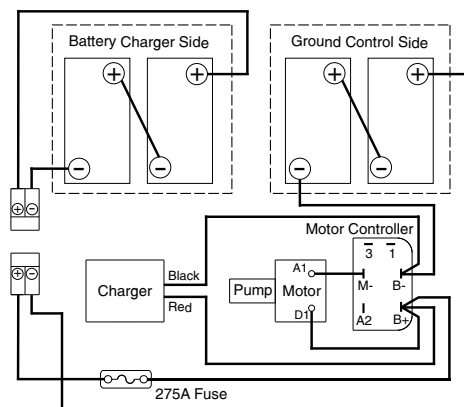 Battery Charger Side
Ground Control Side
+
+
+
+
−
−
−
−
+ −
Motor Controller
3 1
+ −
Charger
Black
Red
Pump
Motor
A1
D1
M- B-
A2 B+
275A Fuse